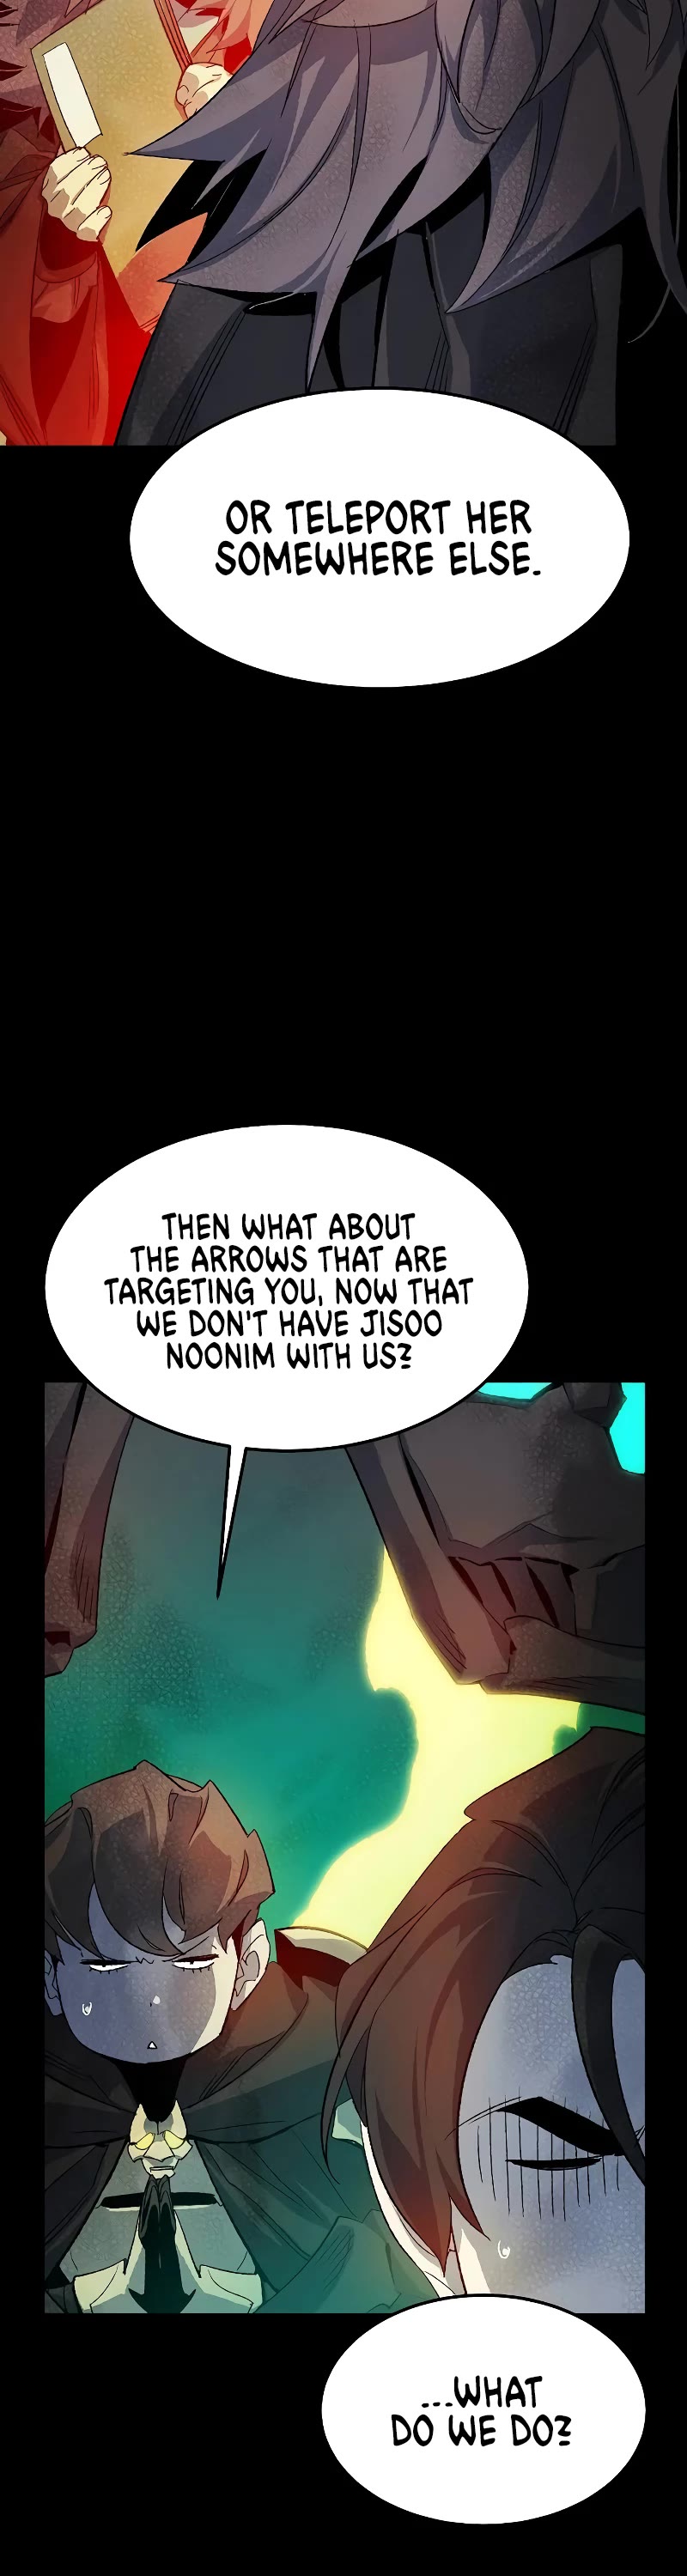 OR TELEPORT HER
SOMEWHERE ELSE.
THEN WHAT ABOUT
THE ARROWS THAT ARE
TARGETING YOU, NOW THAT
WE DON'T HAVE JISOO
NOONIM WITH US?
...WHAT
DO WE DO?